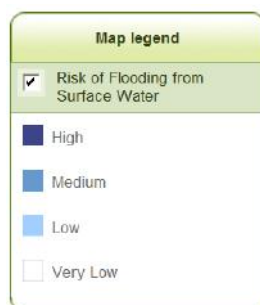 Map legend
Risk of Flooding from
Surface Water
High
Medium
Low
Very Low